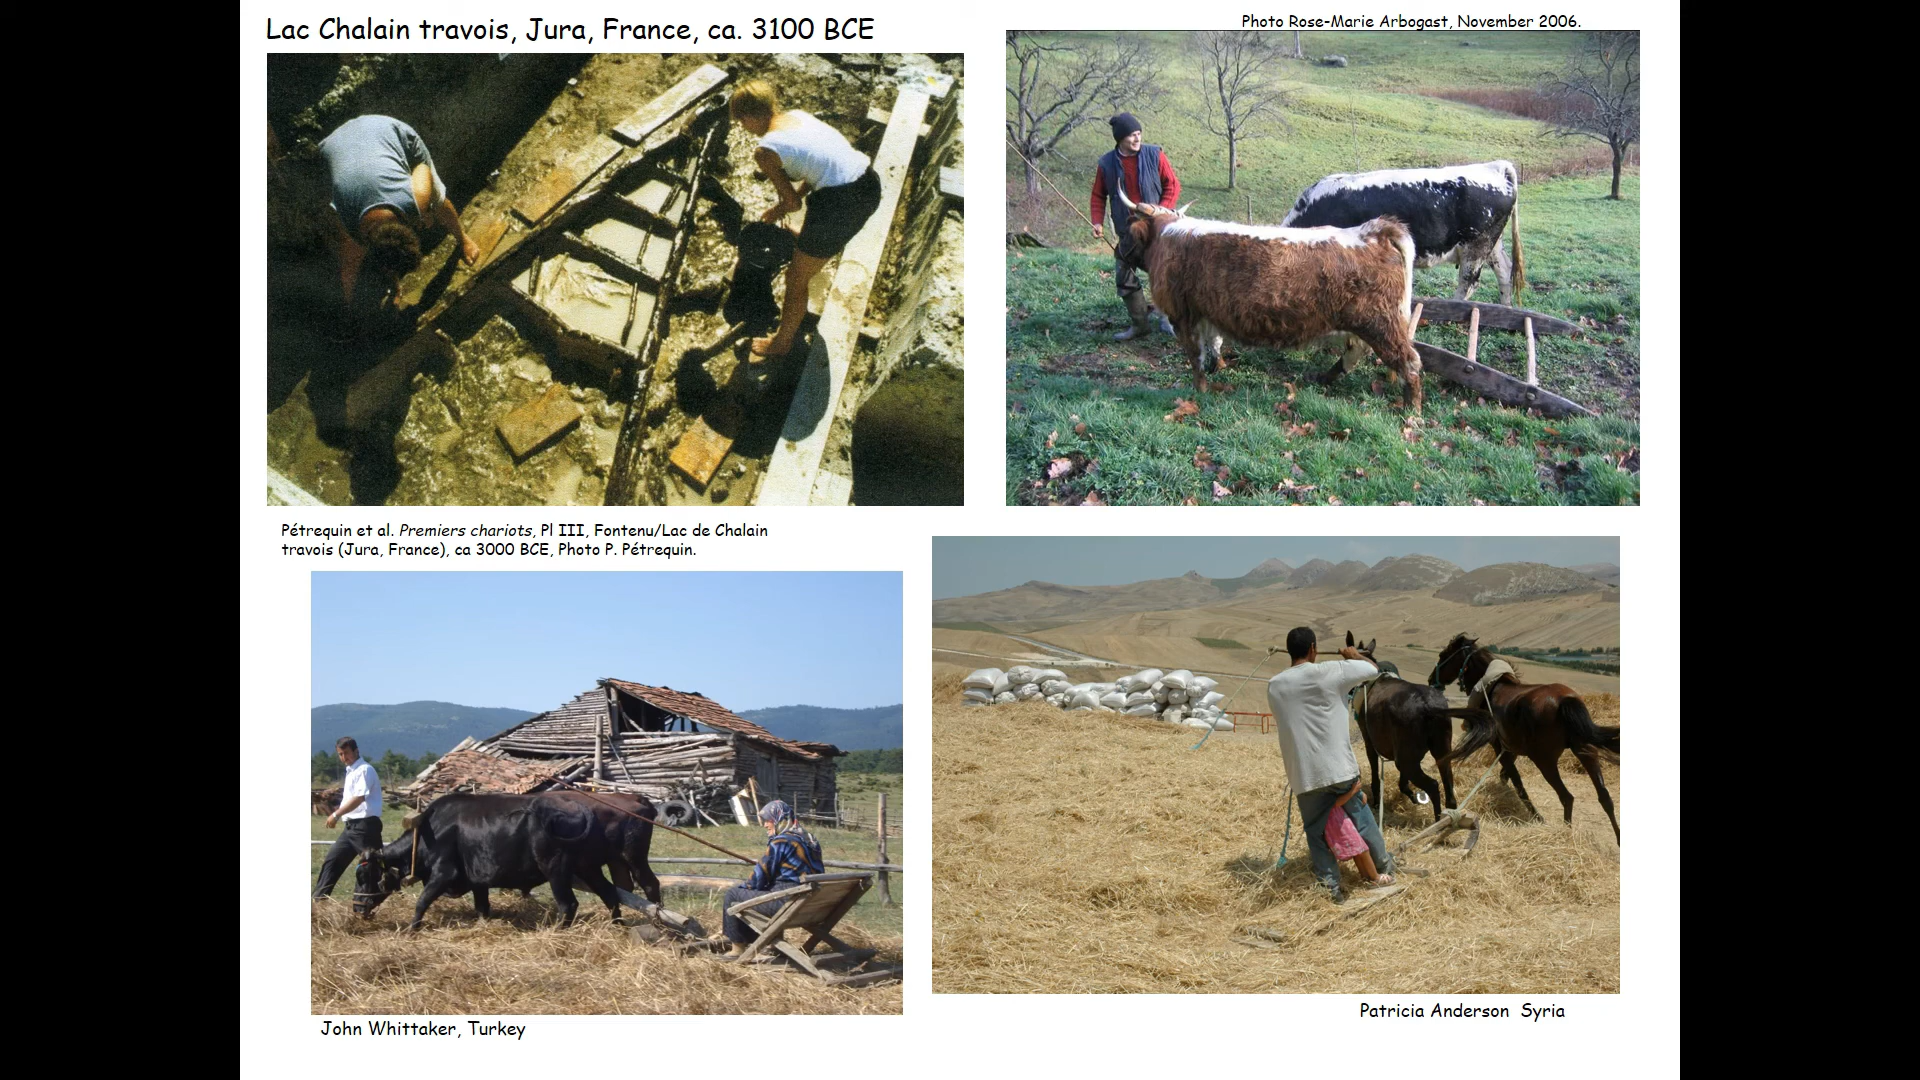 Lac Chalain travois, Jura, France, ca. 3100 BCE
Photo Rose-Marie Arbogast, November 2006.
Pétrequin et al. Premiers chariots, Pl III, Fontenu/Lac de Chalain
travois (Jura, France), ca 3000 BCE, Photo P. Pétrequin.
John Whittaker, Turkey
Patricia Anderson  Syria